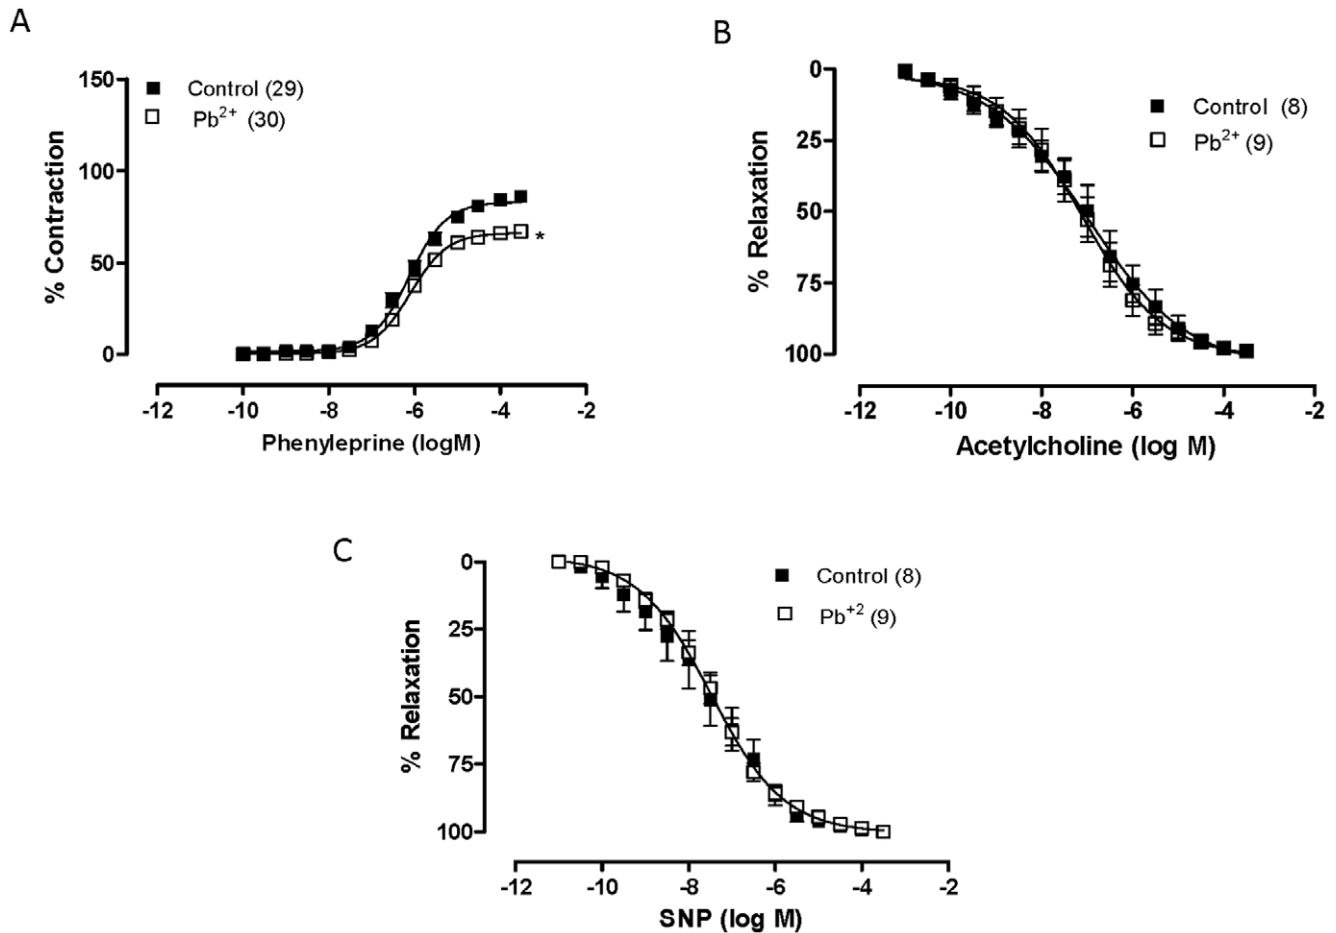 A
150
100
50
0
% Contraction
Control (29)
Pb²⁺ (30)
*
-12 -10 -8 -6 -4 -2
Phenyleprine (logM)
B
0
25
50
75
100
% Relaxation
Control (8)
Pb²⁺ (9)
-12 -10 -8 -6 -4 -2
Acetylcholine (log M)
C
0
25
50
75
100
% Relaxation
Control (8)
Pb⁺² (9)
-12 -10 -8 -6 -4 -2
SNP (log M)